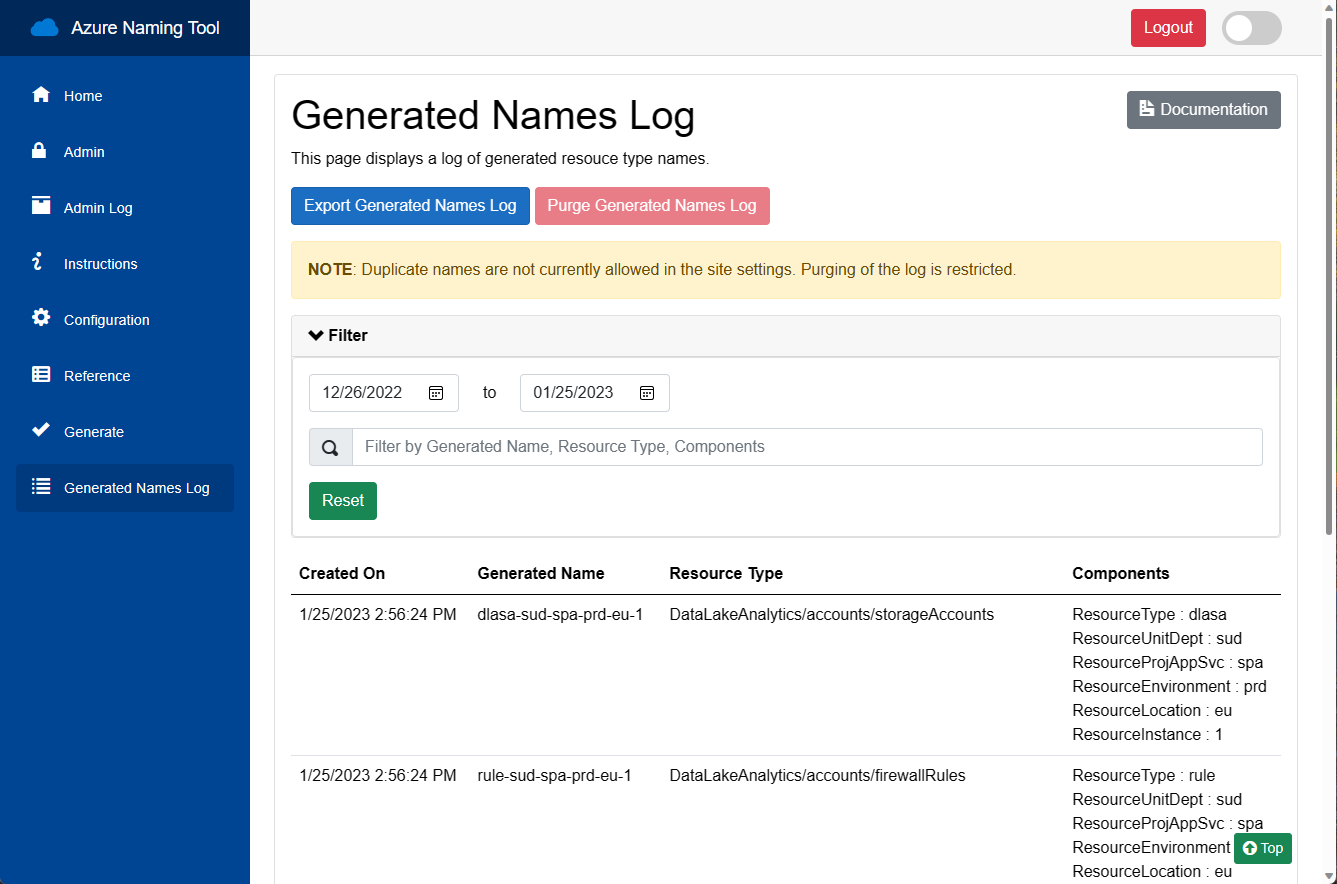 Azure Naming Tool
Logout
Home
Admin
Admin Log
Instructions
Configuration
Reference
Generate
Generated Names Log
Generated Names Log
Documentation
This page displays a log of generated resouce type names.
Export Generated Names Log
Purge Generated Names Log
NOTE: Duplicate names are not currently allowed in the site settings. Purging of the log is restricted.
Filter
12/26/2022 to 01/25/2023
Filter by Generated Name, Resource Type, Components
Reset
Created On Generated Name Resource Type Components
1/25/2023 2:56:24 PM dlasa-sud-spa-prd-eu-1 DataLakeAnalytics/accounts/storageAccounts ResourceType : dlasa
ResourceUnitDept : sud
ResourceProjAppSvc : spa
ResourceEnvironment : prd
ResourceLocation : eu
ResourceInstance : 1
1/25/2023 2:56:24 PM rule-sud-spa-prd-eu-1 DataLakeAnalytics/accounts/firewallRules ResourceType : rule
ResourceUnitDept : sud
ResourceProjAppSvc : spa
ResourceEnvironment
Top
ResourceLocation : eu